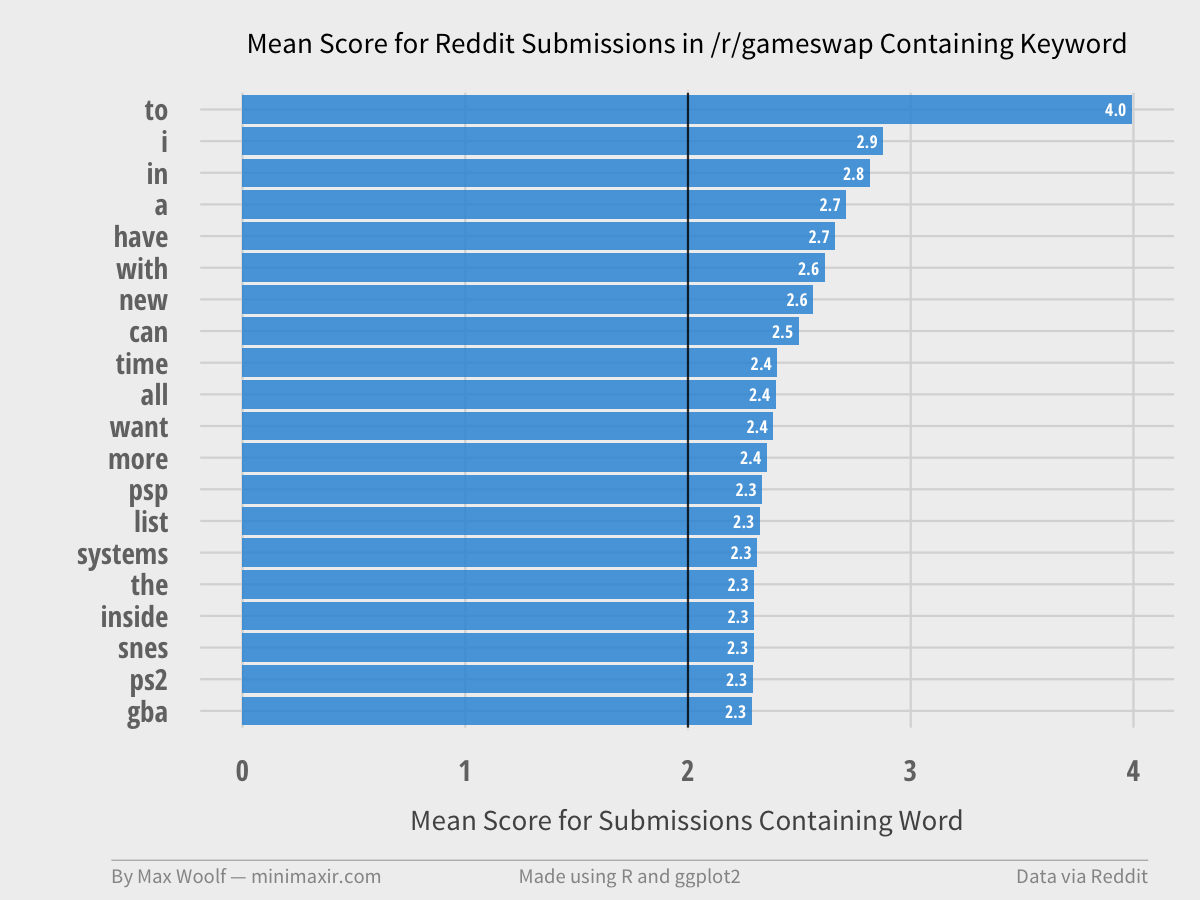 Mean Score for Reddit Submissions in /r/gameswap Containing Keyword
to 4.0
i 2.9
in 2.8
a 2.7
have 2.7
with 2.6
new 2.6
can 2.5
time 2.4
all 2.4
want 2.4
more 2.4
psp 2.3
list 2.3
systems 2.3
the 2.3
inside 2.3
snes 2.3
ps2 2.3
gba 2.3
0 1 2 3 4
Mean Score for Submissions Containing Word
By Max Woolf — minimaxir.com Made using R and ggplot2 Data via Reddit